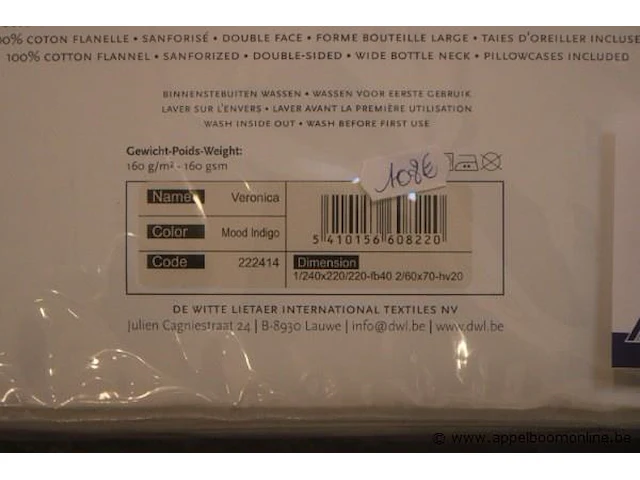 100% COTON FLANELLE • SANFORISÉ • DOUBLE FACE • FORME BOUTEILLE LARGE • TAIES D'OREILLER INCLUSE
100% COTTON FLANNEL • SANFORIZED • DOUBLE-SIDED • WIDE BOTTLE NECK • PILLOWCASES INCLUDED
BINNENSTEBUITEN WASSEN • WASSEN VOOR EERSTE GEBRUIK
LAVER SUR L'ENVERS • LAVER AVANT LA PREMIÈRE UTILISATION
WASH INSIDE OUT • WASH BEFORE FIRST USE
Gewicht-Poids-Weight:
160 g/m² - 160 gsm
108€
Name Veronica
Color Mood Indigo
Code 222414
5 410156 608220
Dimension
1/240x220/220-fb40 2/60x70-hv20
DE WITTE LIETAER INTERNATIONAL TEXTILES NV
Julien Cagniestraat 24 | B-8930 Lauwe | info@dwl.be | www.dwl.be
© www.appelboomonline.be